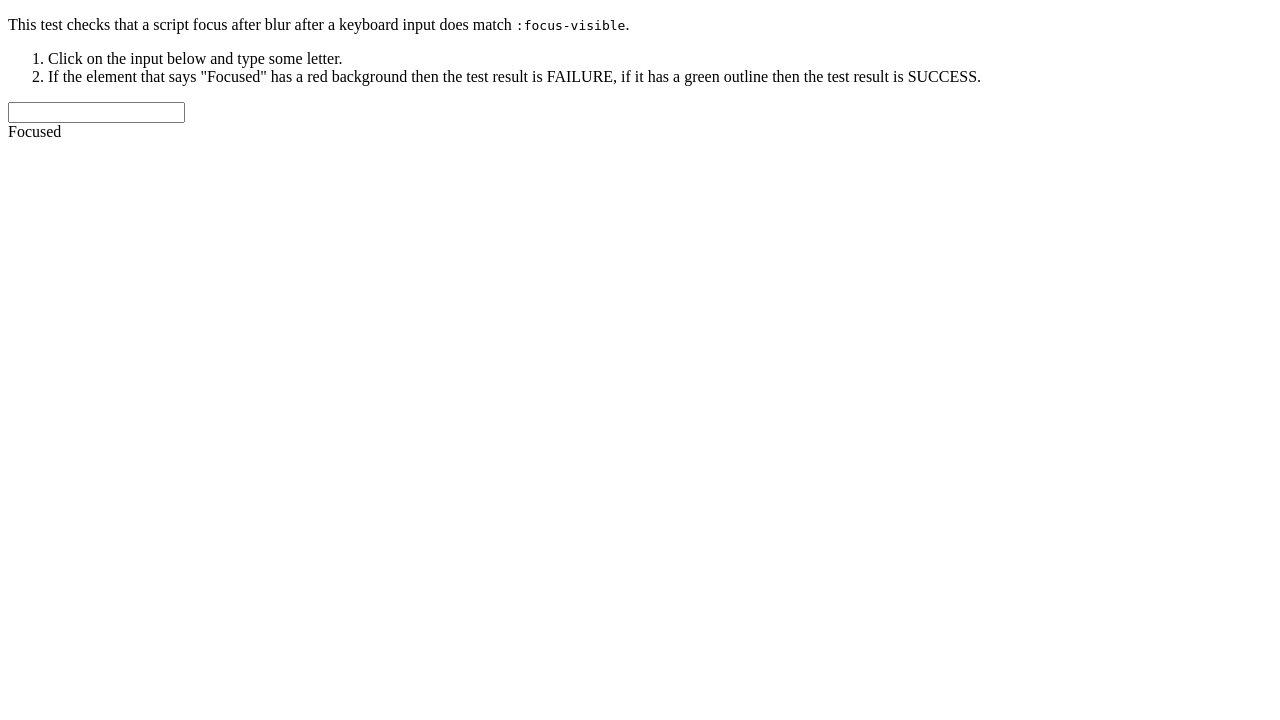 This test checks that a script focus after blur after a keyboard input does match :focus-visible.
1. Click on the input below and type some letter.
2. If the element that says "Focused" has a red background then the test result is FAILURE, if it has a green outline then the test result is SUCCESS.
Focused